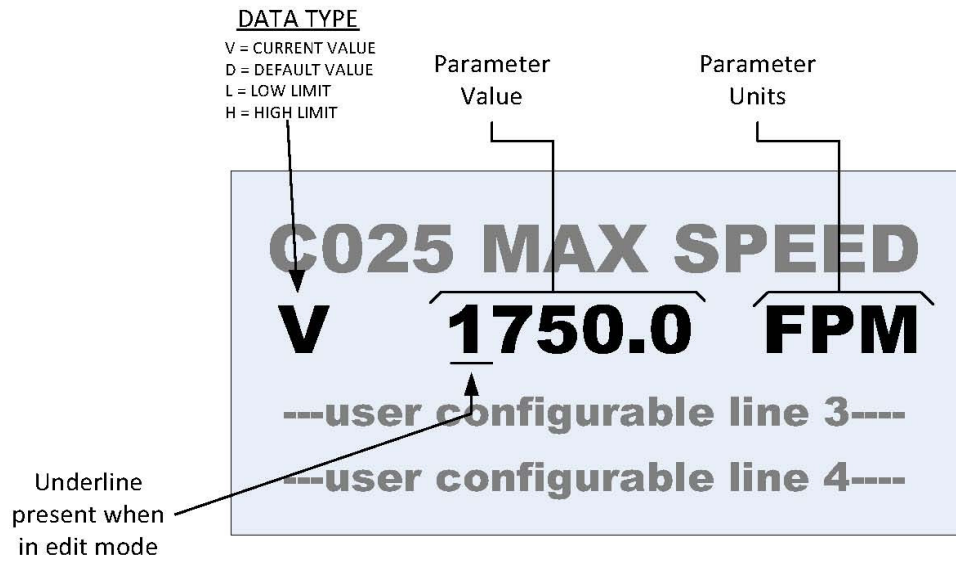 DATA TYPE
V = CURRENT VALUE
D = DEFAULT VALUE
L = LOW LIMIT
H = HIGH LIMIT
Parameter
Value
Parameter
Units
C025 MAX SPEED
V 1750.0 FPM
---user configurable line 3----
---user configurable line 4----
Underline
present when
in edit mode